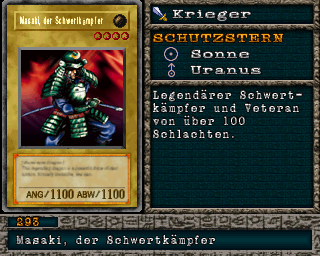 Masaki, der Schwertkämpfer
ANG/1100 ABW/1100
Krieger
SCHUTZSTERN
Sonne
Uranus
Legendärer Schwert-
kämpfer und Veteran
von über 100
Schlachten.
293
Masaki, der Schwertkämpfer